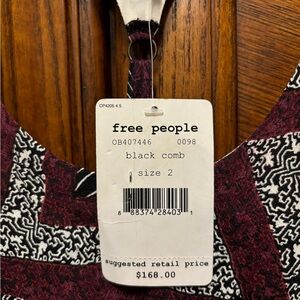 OP4205 4.5
free people
OB407446 0098
black comb
size 2
8 88374 28403 1
suggested retail price
$168.00